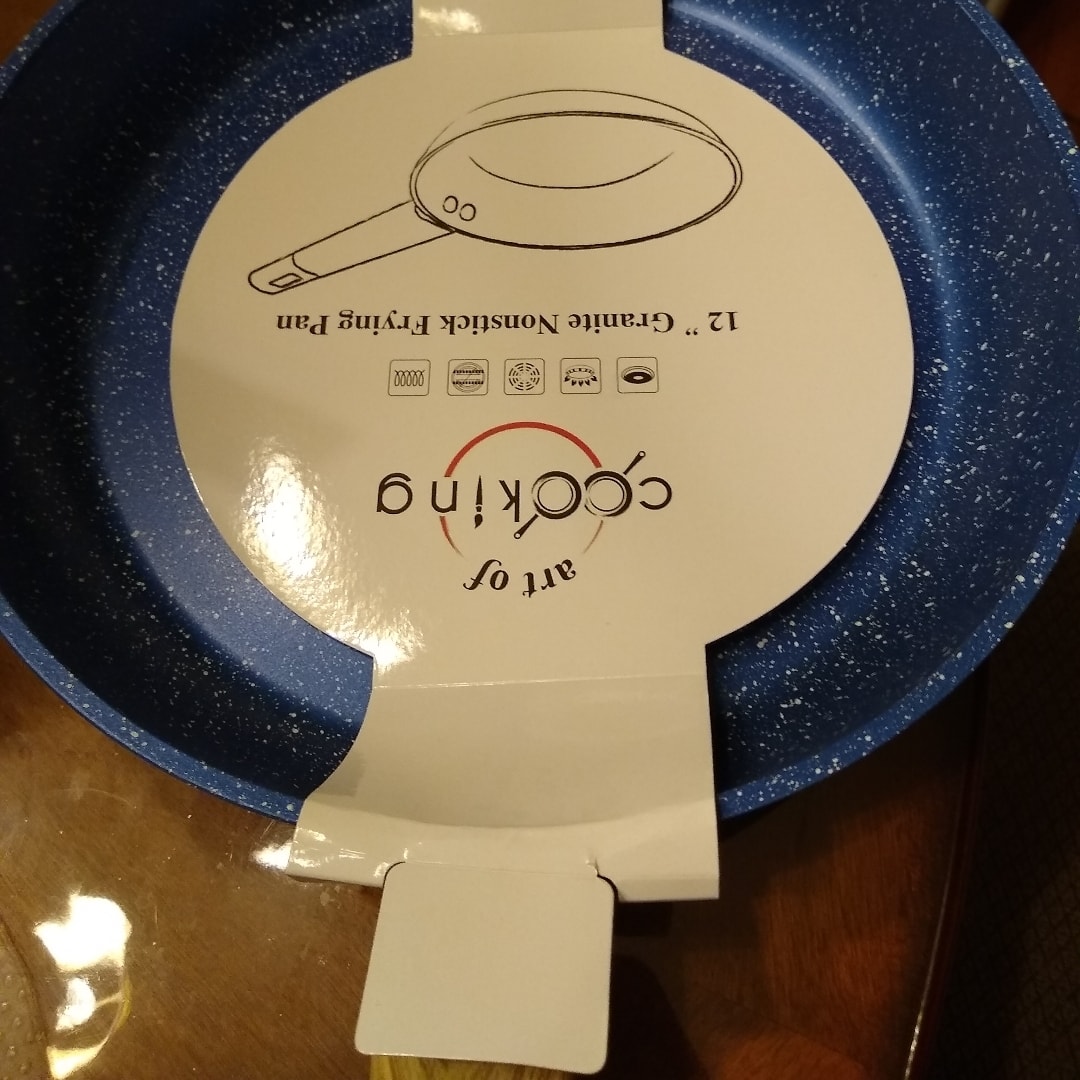 art of
cooking
12" Granite Nonstick Frying Pan